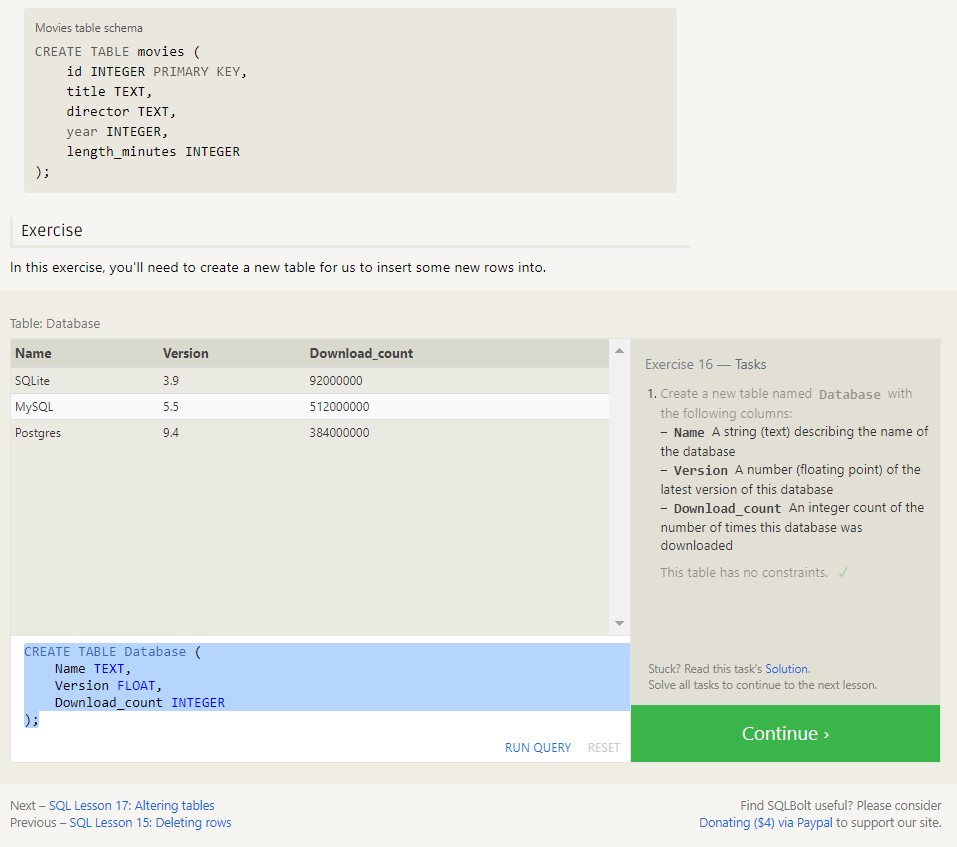 Movies table schema
CREATE TABLE movies (
    id INTEGER PRIMARY KEY,
    title TEXT,
    director TEXT,
    year INTEGER,
    length_minutes INTEGER
);
Exercise
In this exercise, you'll need to create a new table for us to insert some new rows into.
Table: Database
Name Version Download_count
SQLite 3.9 92000000
MySQL 5.5 512000000
Postgres 9.4 384000000
CREATE TABLE Database (
    Name TEXT,
    Version FLOAT,
    Download_count INTEGER
);
RUN QUERY RESET
Exercise 16 — Tasks
1. Create a new table named Database with
the following columns:
– Name A string (text) describing the name of
the database
– Version A number (floating point) of the
latest version of this database
– Download_count An integer count of the
number of times this database was
downloaded
This table has no constraints. ✓
Stuck? Read this task's Solution.
Solve all tasks to continue to the next lesson.
Continue ›
Next – SQL Lesson 17: Altering tables
Previous – SQL Lesson 15: Deleting rows
Find SQLBolt useful? Please consider
Donating ($4) via Paypal to support our site.